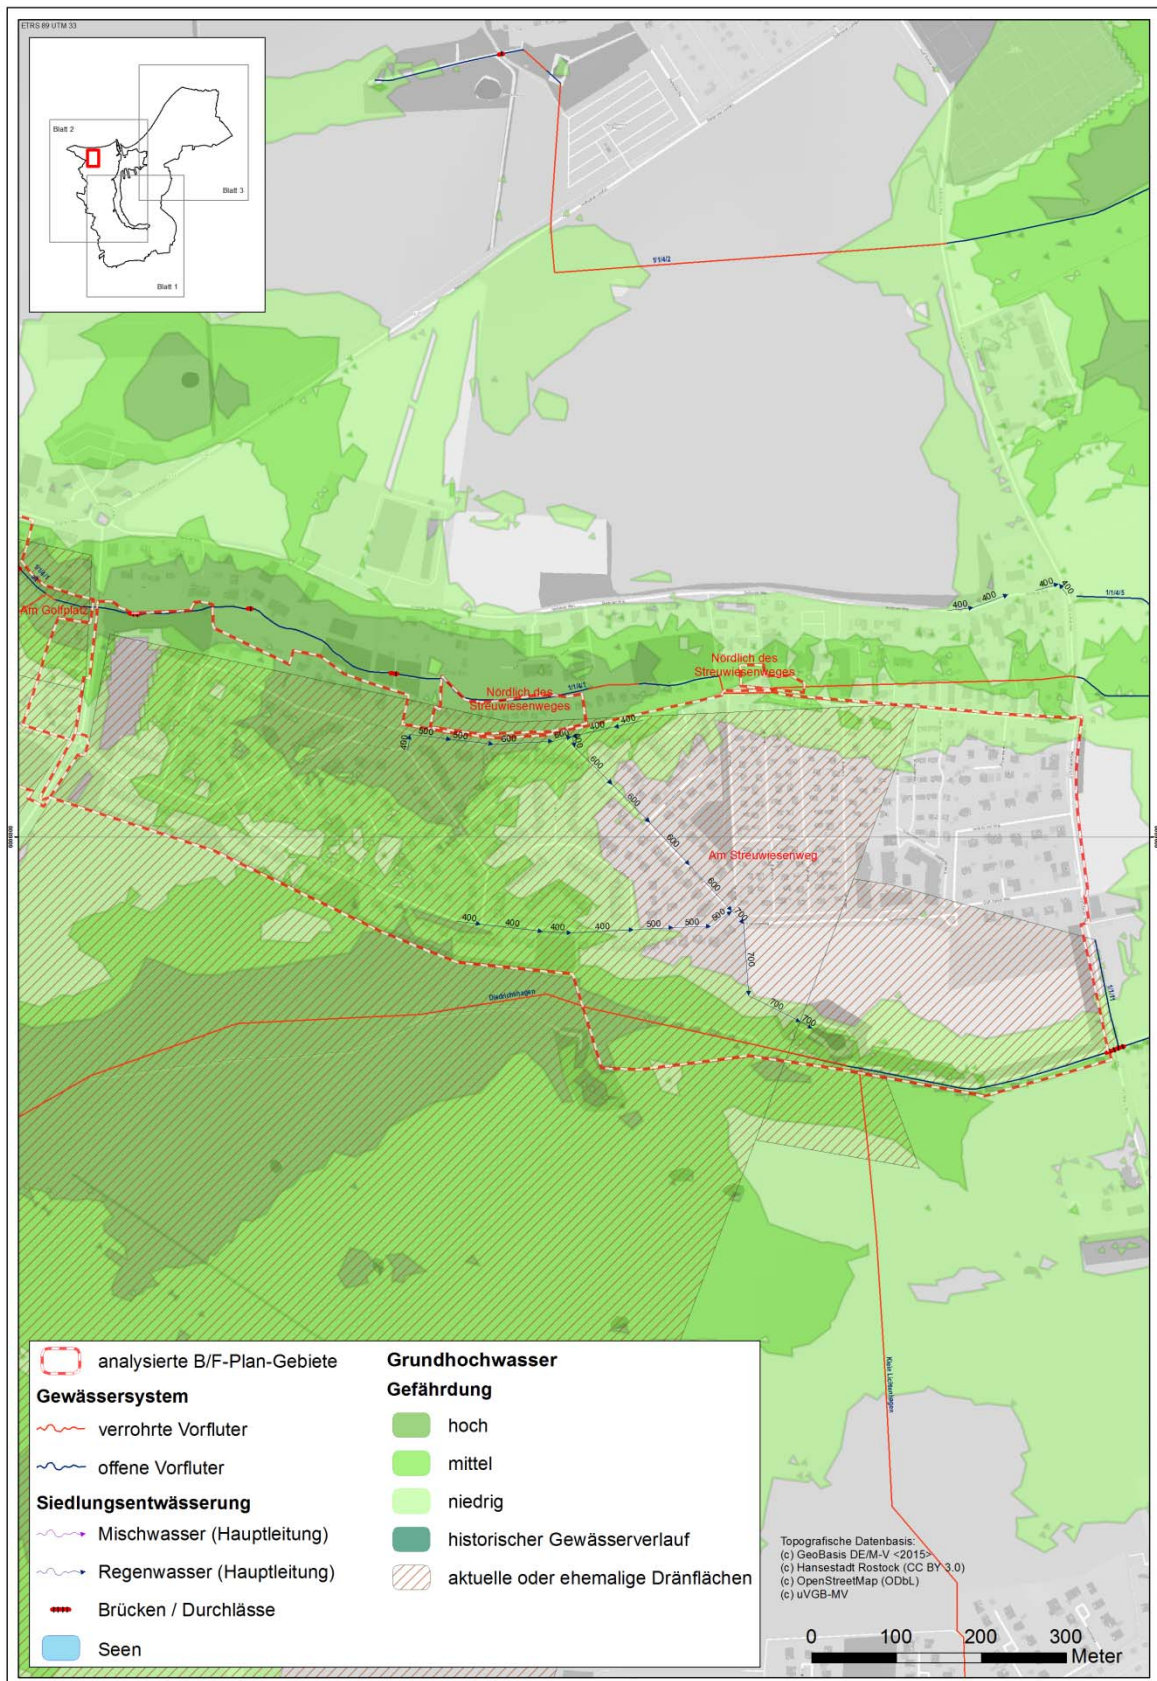 ETRS 89 UTM 33
Blatt 2
Blatt 3
Blatt 1
1/1/4/2
400
400
400
400
1/1/4/5
1/1/4/1
Am Golfplatz
Nördlich des
Streuwiesenweges
Nördlich des
Streuwiesenweges
1/1/4/1
400
500
500
600
600
400
400
600
600
600
600
Am Streuwiesenweg
400
400
400
400
500
500
600
700
700
700
700
Diedrichshagen
1/1/11
Klein Lichtenhagen
analysierte B/F-Plan-Gebiete
Gewässersystem
verrohrte Vorfluter
offene Vorfluter
Siedlungsentwässerung
Mischwasser (Hauptleitung)
Regenwasser (Hauptleitung)
Brücken / Durchlässe
Seen
Grundhochwasser
Gefährdung
hoch
mittel
niedrig
historischer Gewässerverlauf
aktuelle oder ehemalige Dränflächen
Topografische Datenbasis:
(c) GeoBasis DE/M-V <2015>
(c) Hansestadt Rostock (CC BY 3.0)
(c) OpenStreetMap (ODbL)
(c) uVGB-MV
0 100 200 300
Meter